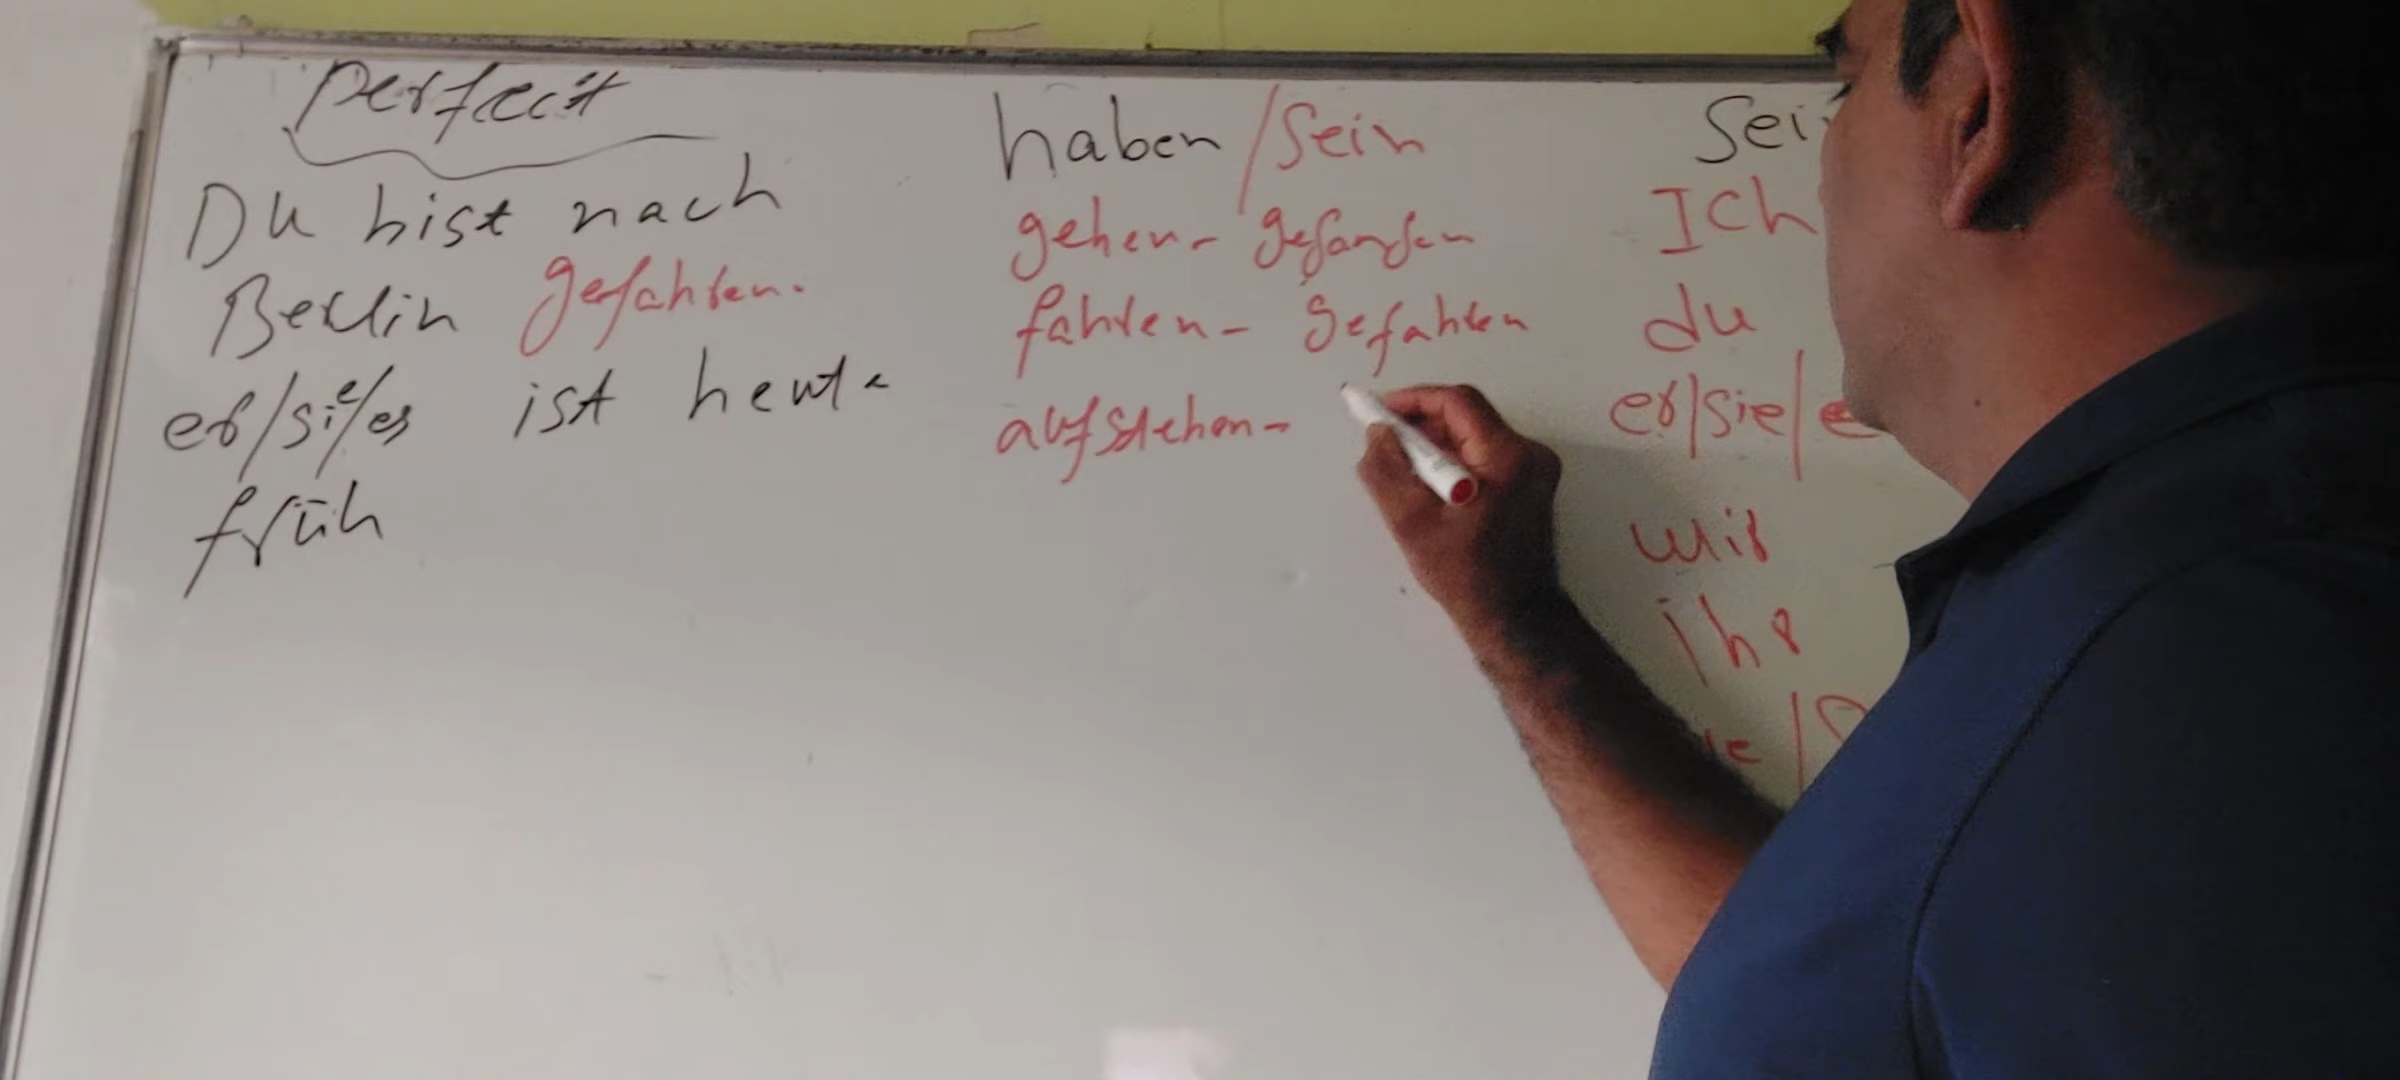 perfect
Du bist nach
Berlin gefahren.
er/sie/es ist heute
früh
haben/sein
gehen - gegangen
fahren - gefahren
aufstehen -
Ich
du
er/sie/e
wir
ihr